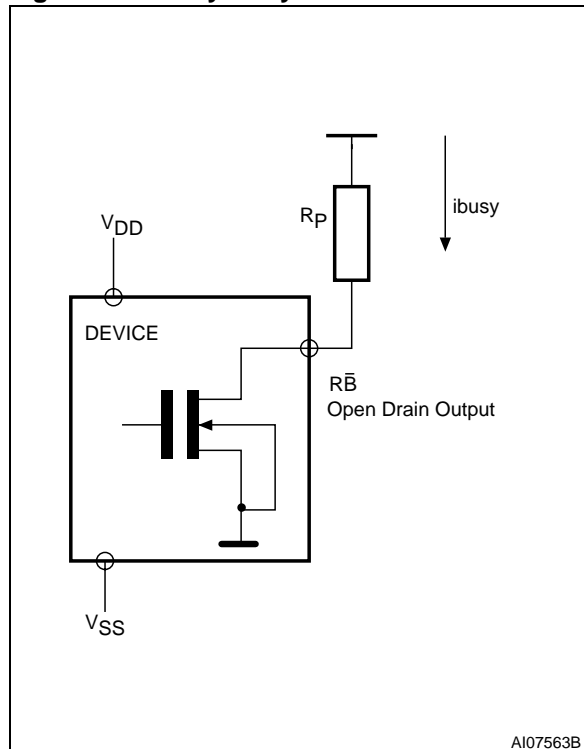 RP
ibusy
VDD
DEVICE
RB̅
Open Drain Output
VSS
AI07563B